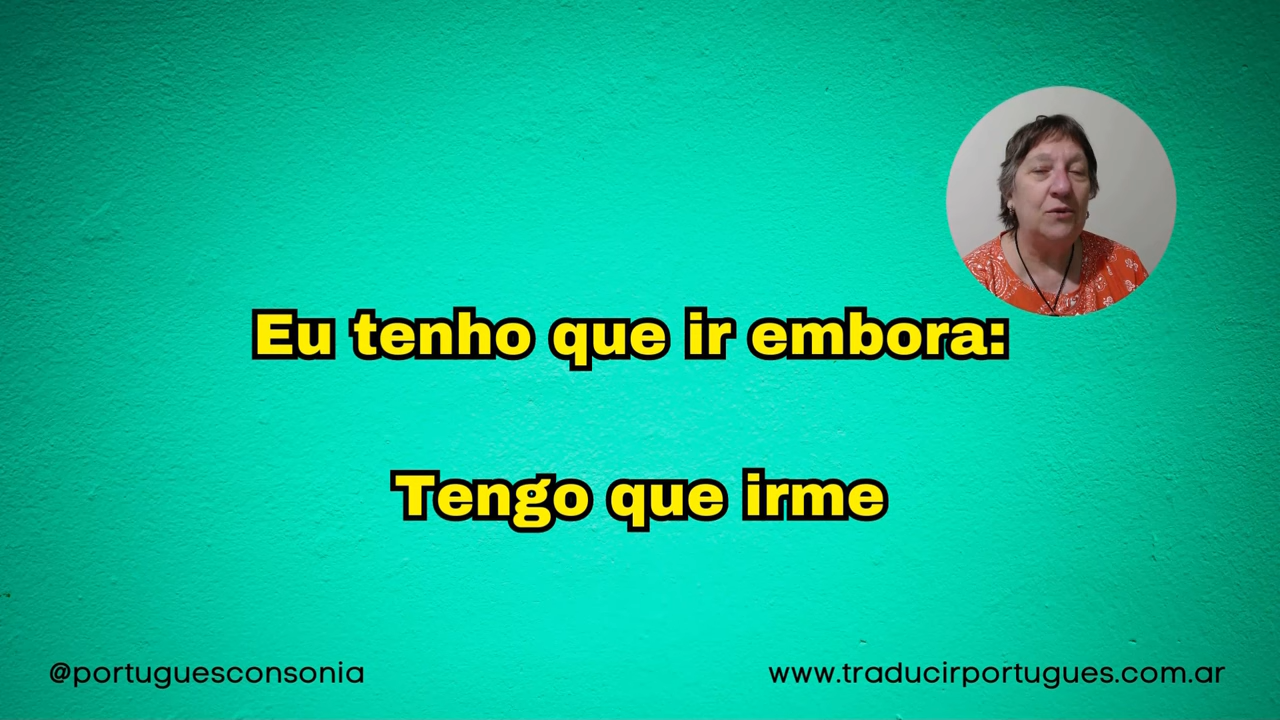 Eu tenho que ir embora:
Tengo que irme
@portuguesconsonia
www.traducirportugues.com.ar